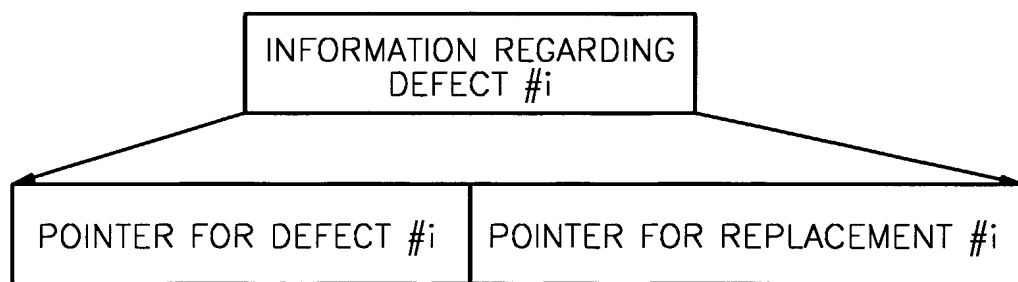 INFORMATION REGARDING
DEFECT #i
POINTER FOR DEFECT #i
POINTER FOR REPLACEMENT #i